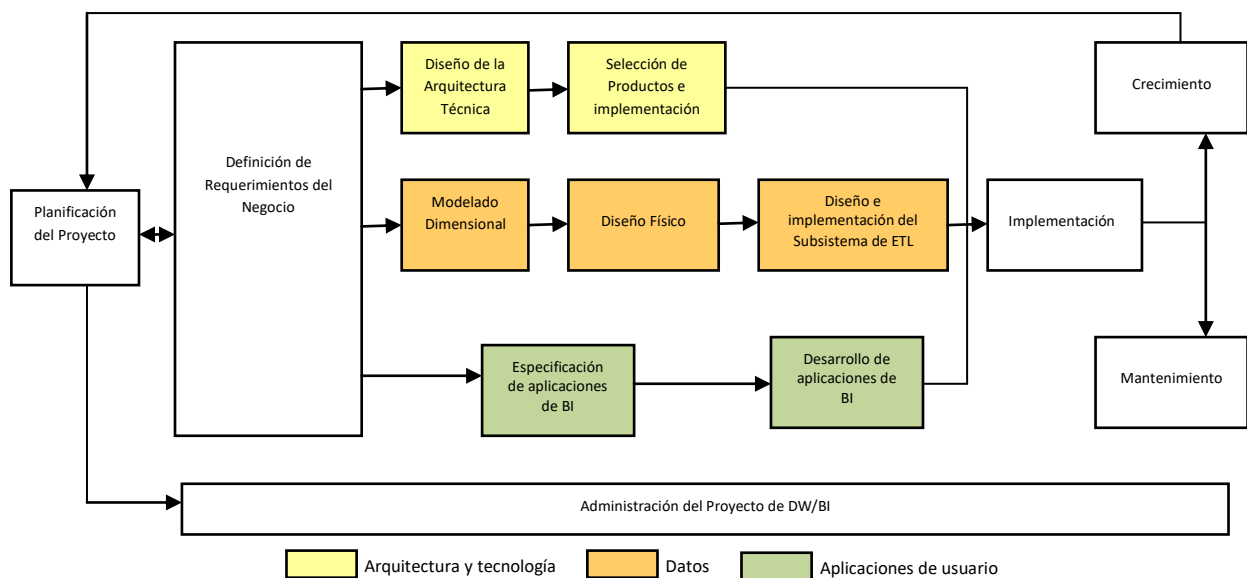 Diseño de la
Arquitectura
Técnica
Selección de
Productos e
implementación
Crecimiento
Definición de
Requerimientos del
Negocio
Planificación
del Proyecto
Modelado
Dimensional
Diseño Físico
Diseño e
implementación del
Subsistema de ETL
Implementación
Especificación
de aplicaciones
de BI
Desarrollo de
aplicaciones de
BI
Mantenimiento
Administración del Proyecto de DW/BI
Arquitectura y tecnología
Datos
Aplicaciones de usuario